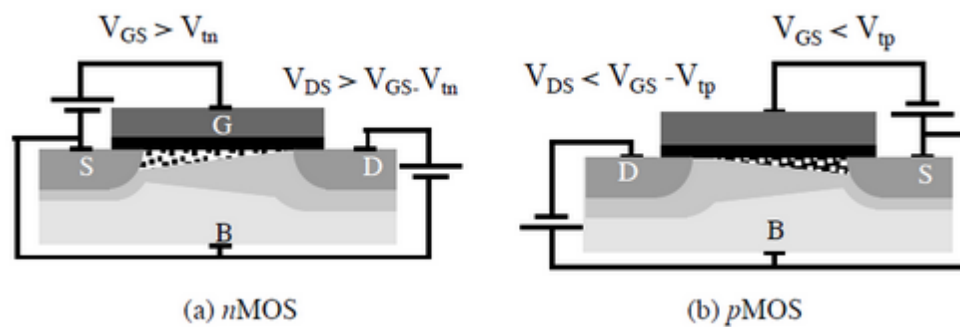 V_GS > V_tn
V_DS > V_GS- V_tn
G
S
D
B
(a) nMOS
V_GS < V_tp
V_DS < V_GS -V_tp
D
S
B
(b) pMOS